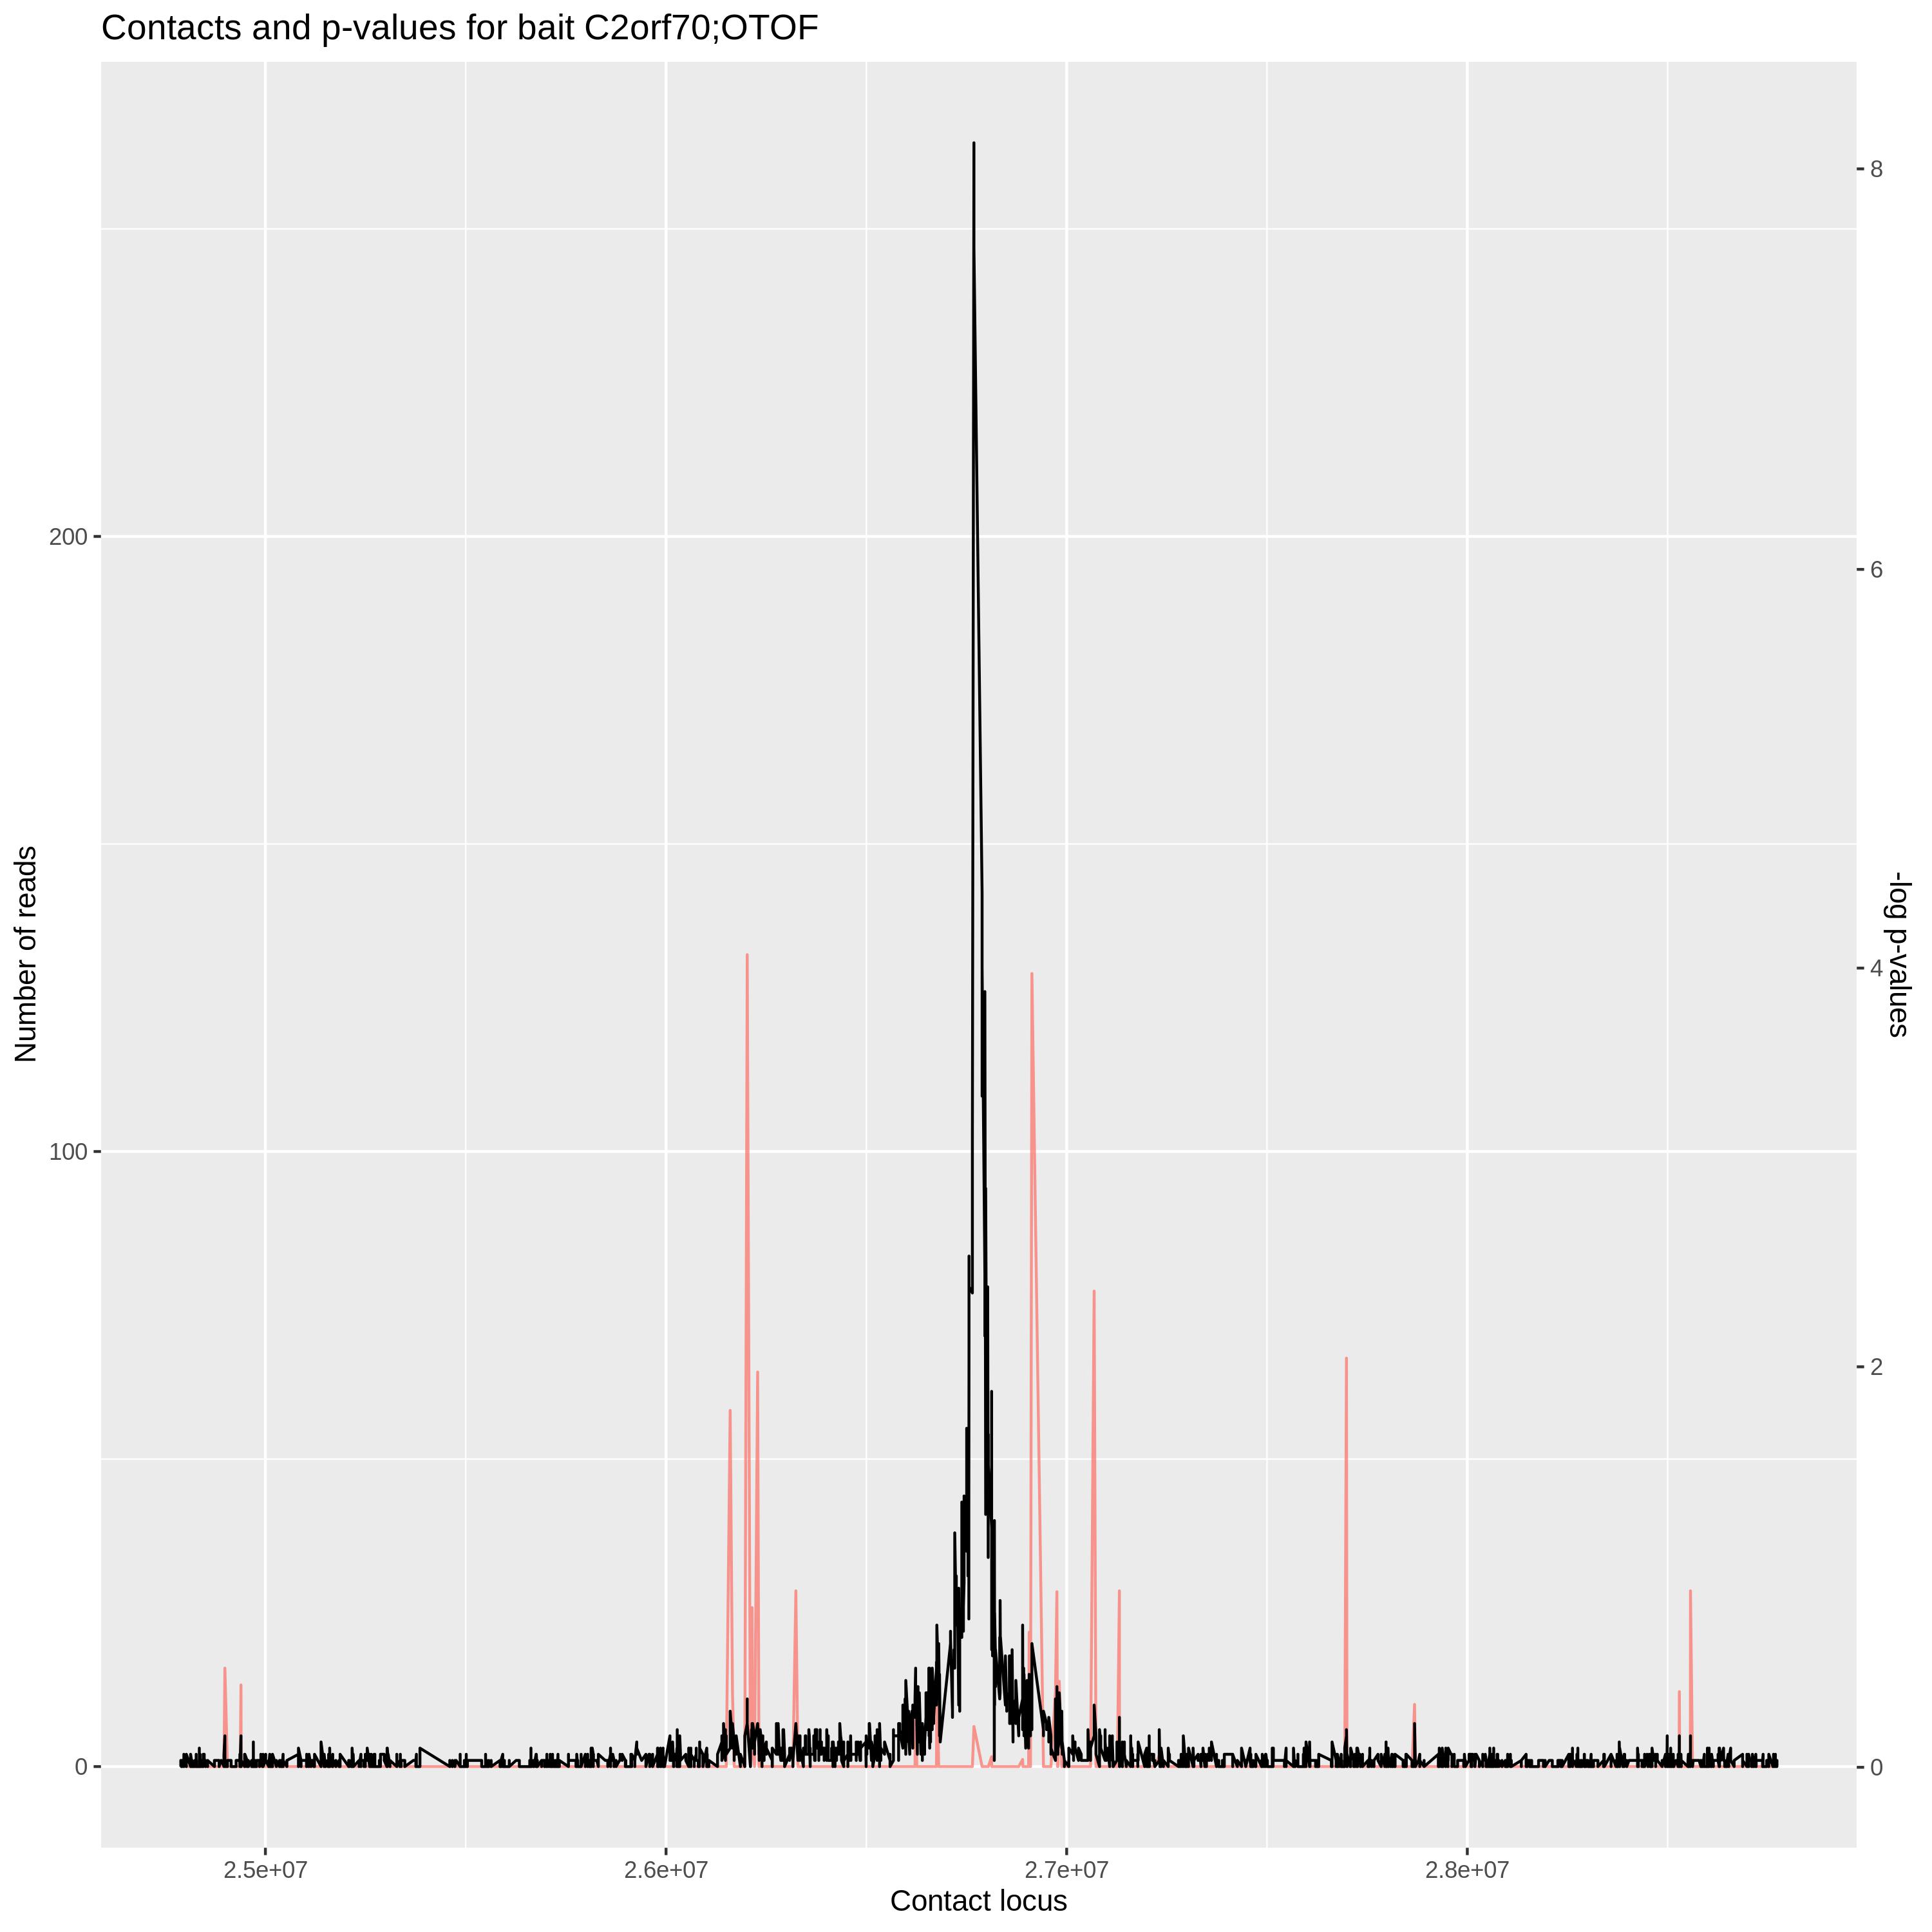 Contacts and p-values for bait C2orf70;OTOF
Number of reads
200
100
0
8
6
4
2
0
-log p-values
2.5e+07
2.6e+07
2.7e+07
2.8e+07
Contact locus